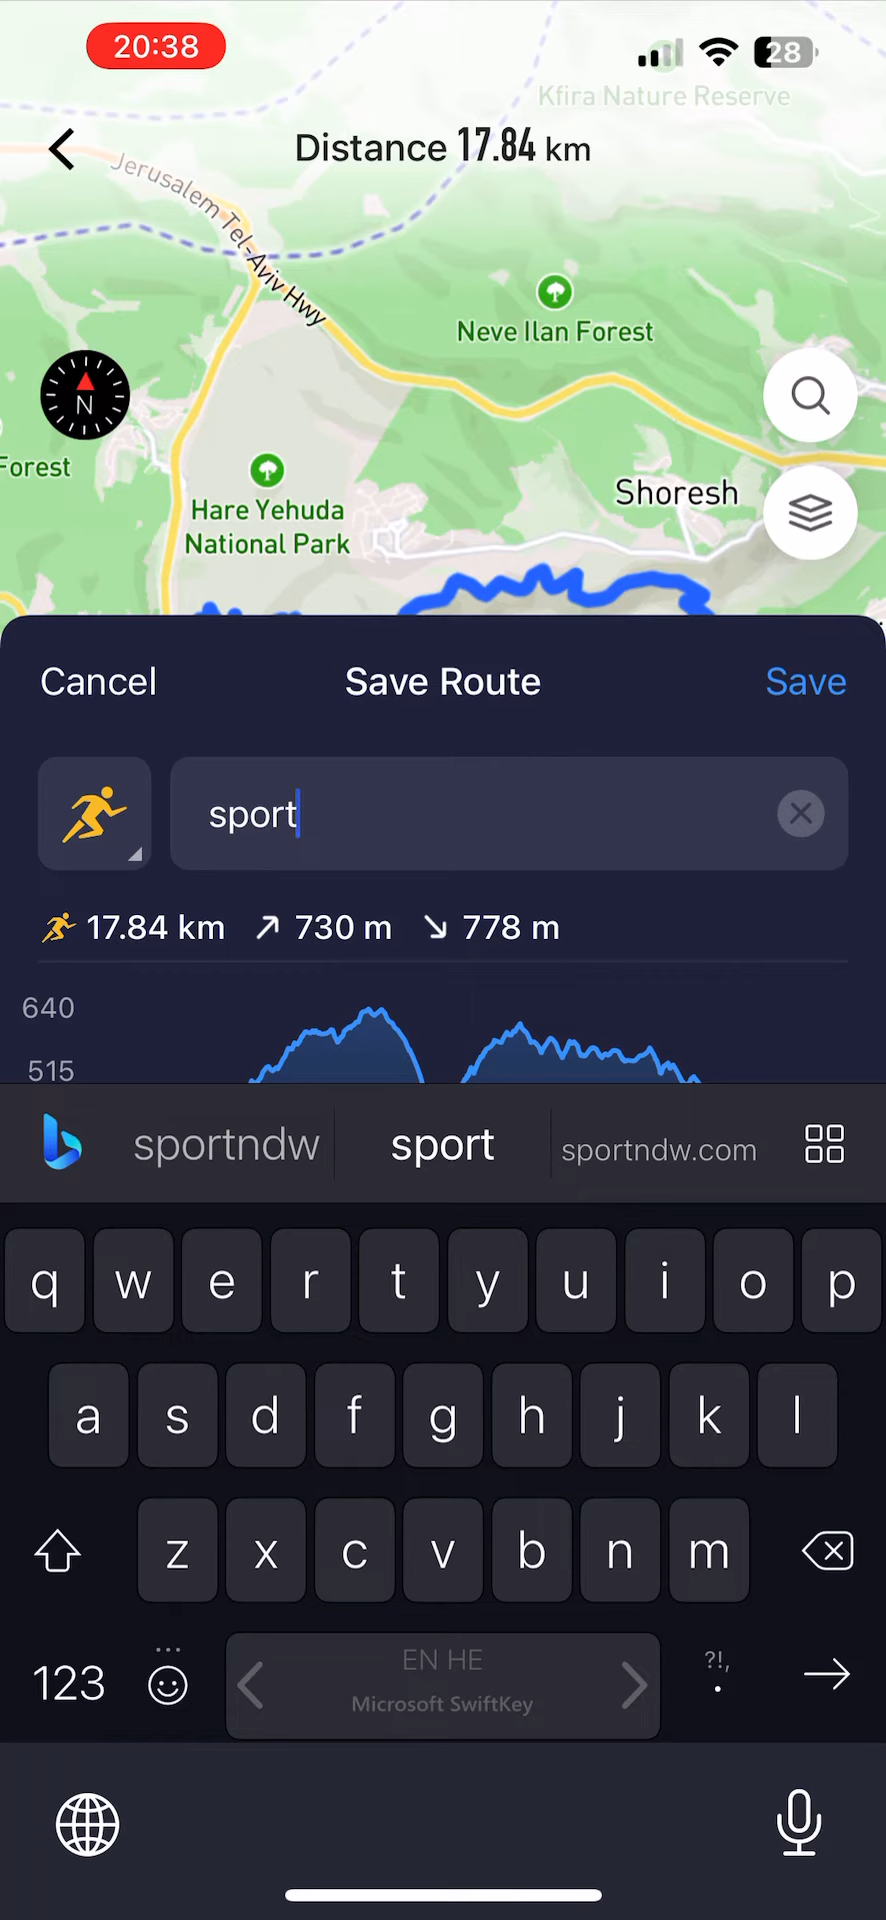 20:38
28
Kfira Nature Reserve
Distance 17.84 km
Jerusalem Tel-Aviv Hwy
Neve Ilan Forest
N
Forest
Shoresh
Hare Yehuda
National Park
Cancel
Save Route
Save
sport
17.84 km
730 m
778 m
640
515
sportndw
sport
sportndw.com
q w e r t y u i o p
a s d f g h j k l
z x c v b n m
123
EN HE
Microsoft SwiftKey
?!,
.